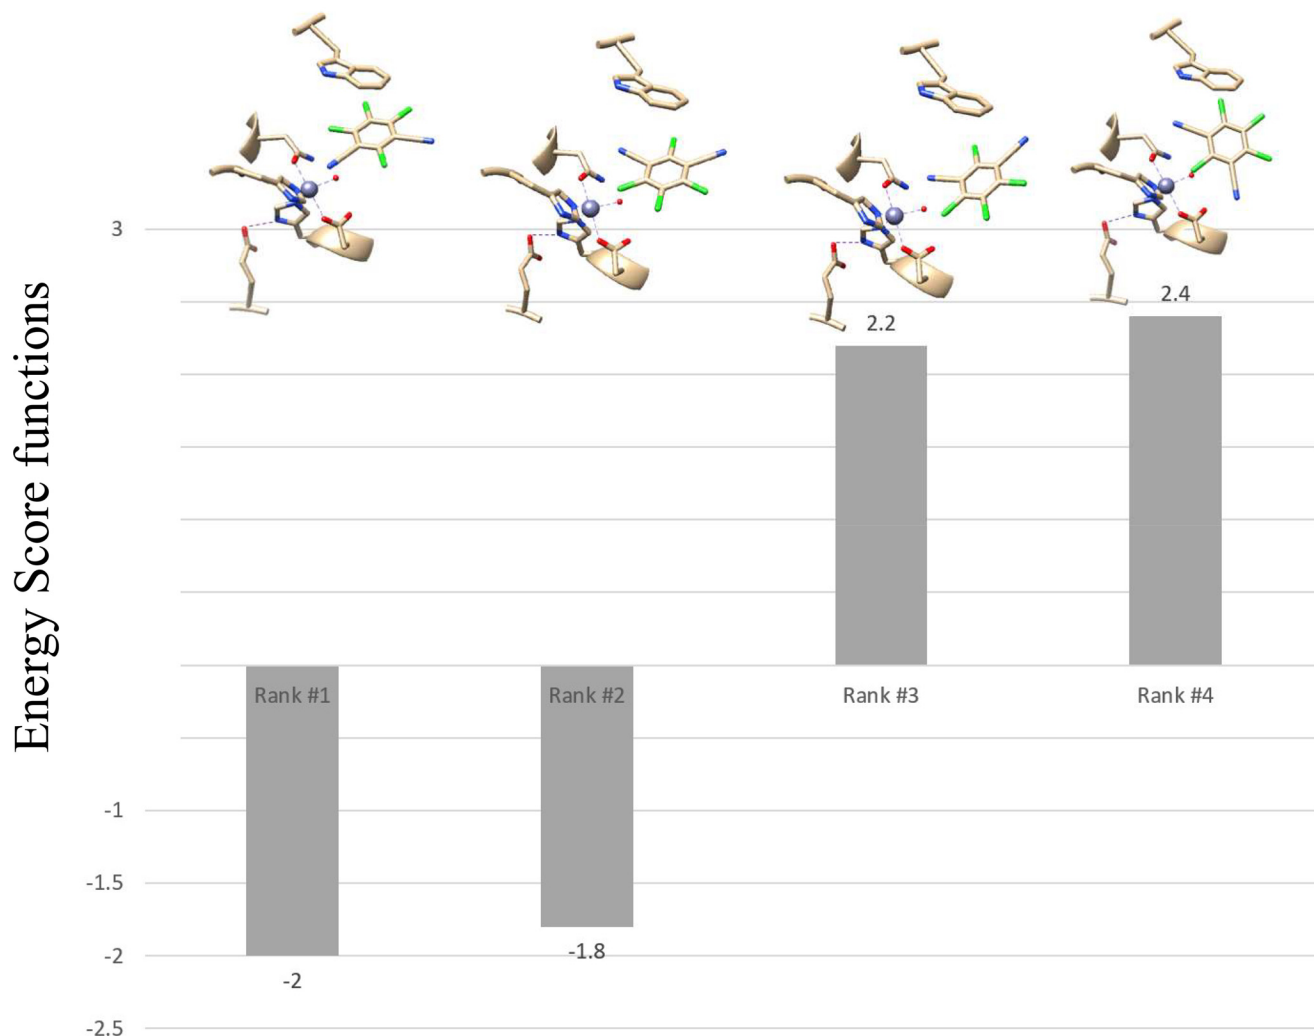 Energy Score functions
3
2.2
2.4
Rank #1
Rank #2
Rank #3
Rank #4
-1
-1.5
-2
-1.8
-2
-2.5